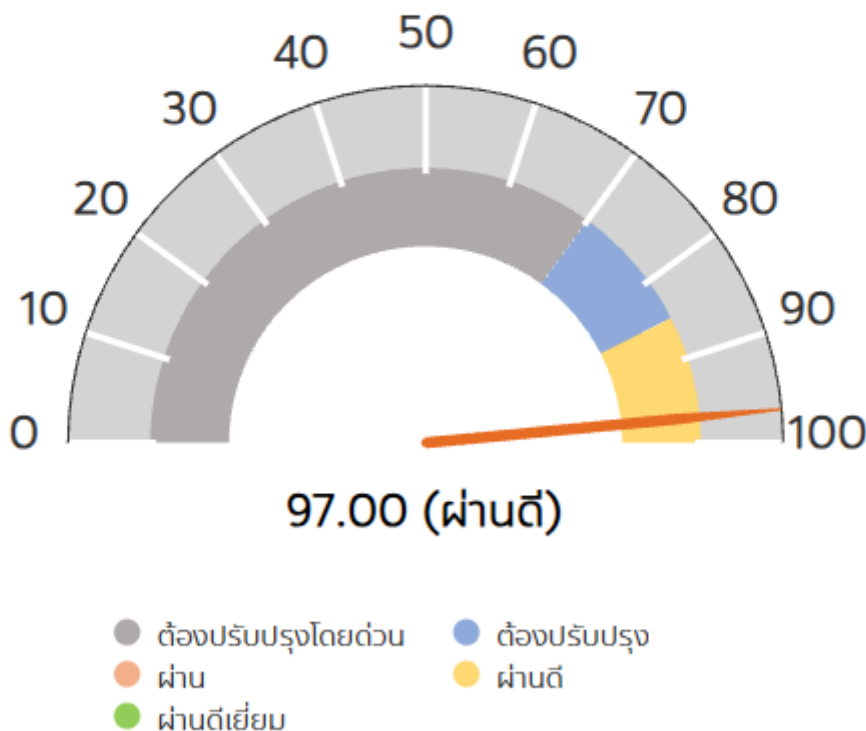 50
40
60
30
70
20
80
10
90
0
100
97.00 (ผ่านดี)
ต้องปรับปรุงโดยด่วน
ต้องปรับปรุง
ผ่าน
ผ่านดี
ผ่านดีเยี่ยม